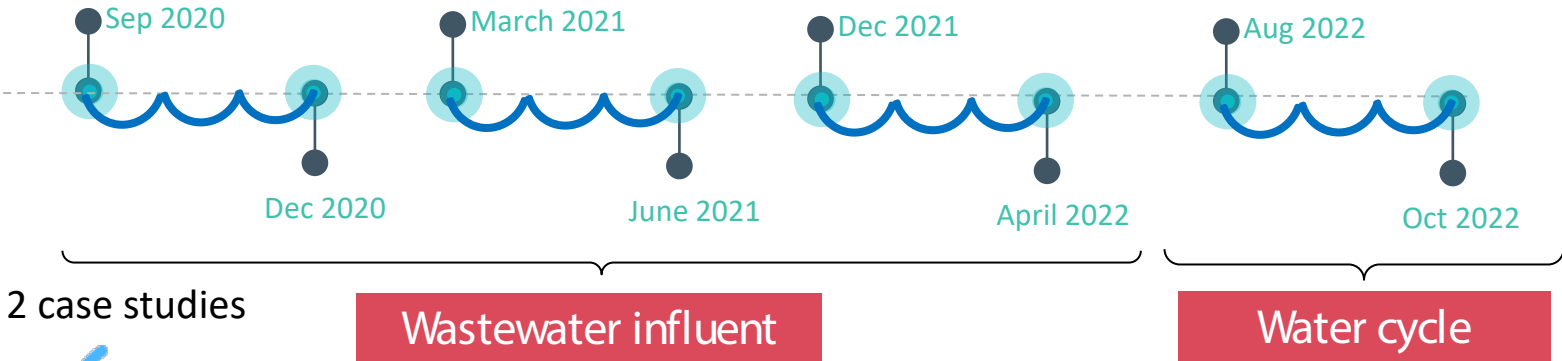 Sep 2020
March 2021
Dec 2021
Aug 2022
Dec 2020
June 2021
April 2022
Oct 2022
2 case studies
Wastewater influent
Water cycle